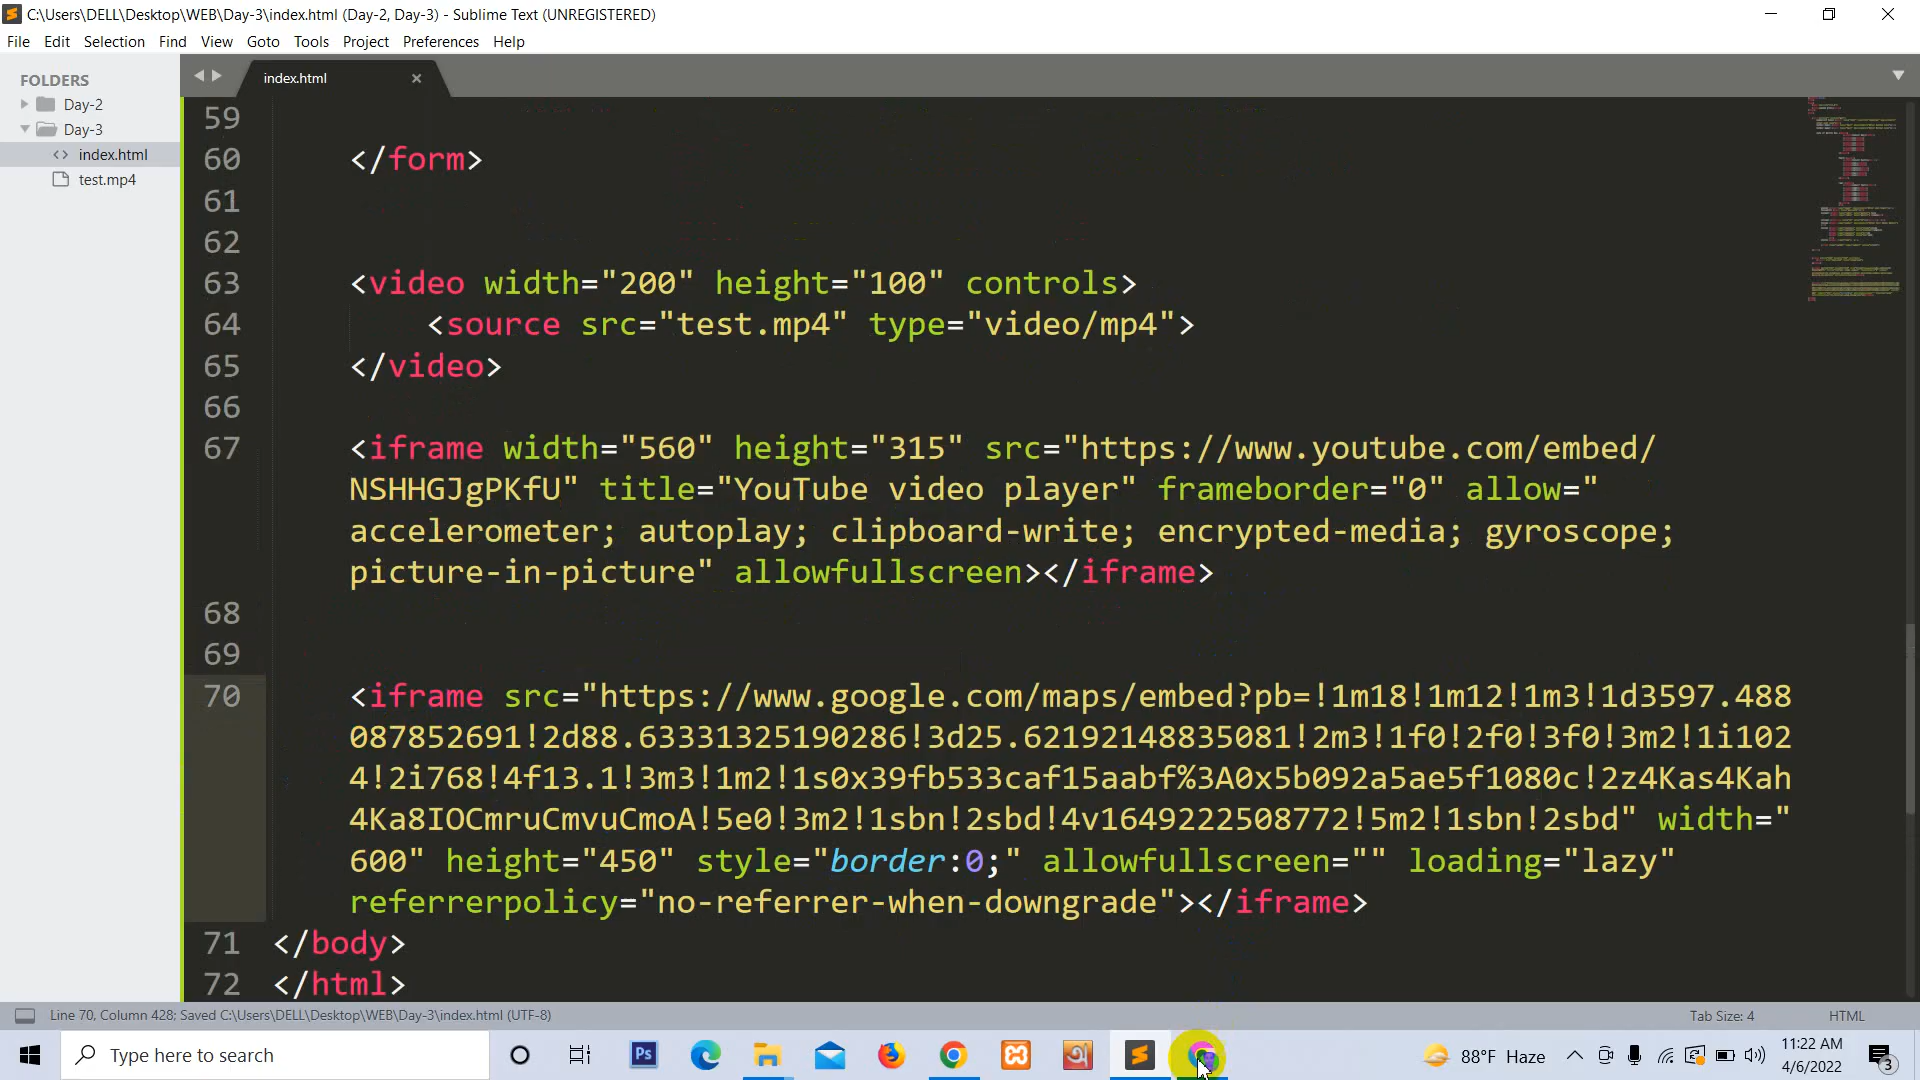 C:\Users\DELL\Desktop\WEB\Day-3\index.html (Day-2, Day-3) - Sublime Text (UNREGISTERED)
File Edit Selection Find View Goto Tools Project Preferences Help
FOLDERS
Day-2
Day-3
index.html
test.mp4
index.html
59
60 </form>
61
62
63 <video width="200" height="100" controls>
64 <source src="test.mp4" type="video/mp4">
65 </video>
66
67 <iframe width="560" height="315" src="https://www.youtube.com/embed/
NSHHGJgPKfU" title="YouTube video player" frameborder="0" allow="
accelerometer; autoplay; clipboard-write; encrypted-media; gyroscope;
picture-in-picture" allowfullscreen></iframe>
68
69
70 <iframe src="https://www.google.com/maps/embed?pb=!1m18!1m12!1m3!1d3597.488
087852691!2d88.63331325190286!3d25.62192148835081!2m3!1f0!2f0!3f0!3m2!1i102
4!2i768!4f13.1!3m3!1m2!1s0x39fb533caf15aabf%3A0x5b092a5ae5f1080c!2z4Kas4Kah
4Ka8IOCmruCmvuCmoA!5e0!3m2!1sbn!2sbd!4v1649222508772!5m2!1sbn!2sbd" width="
600" height="450" style="border:0;" allowfullscreen="" loading="lazy"
referrerpolicy="no-referrer-when-downgrade"></iframe>
71 </body>
72 </html>
Line 70, Column 428; Saved C:\Users\DELL\Desktop\WEB\Day-3\index.html (UTF-8)
Tab Size: 4
HTML
Type here to search
Ps
88°F Haze
11:22 AM
4/6/2022
3